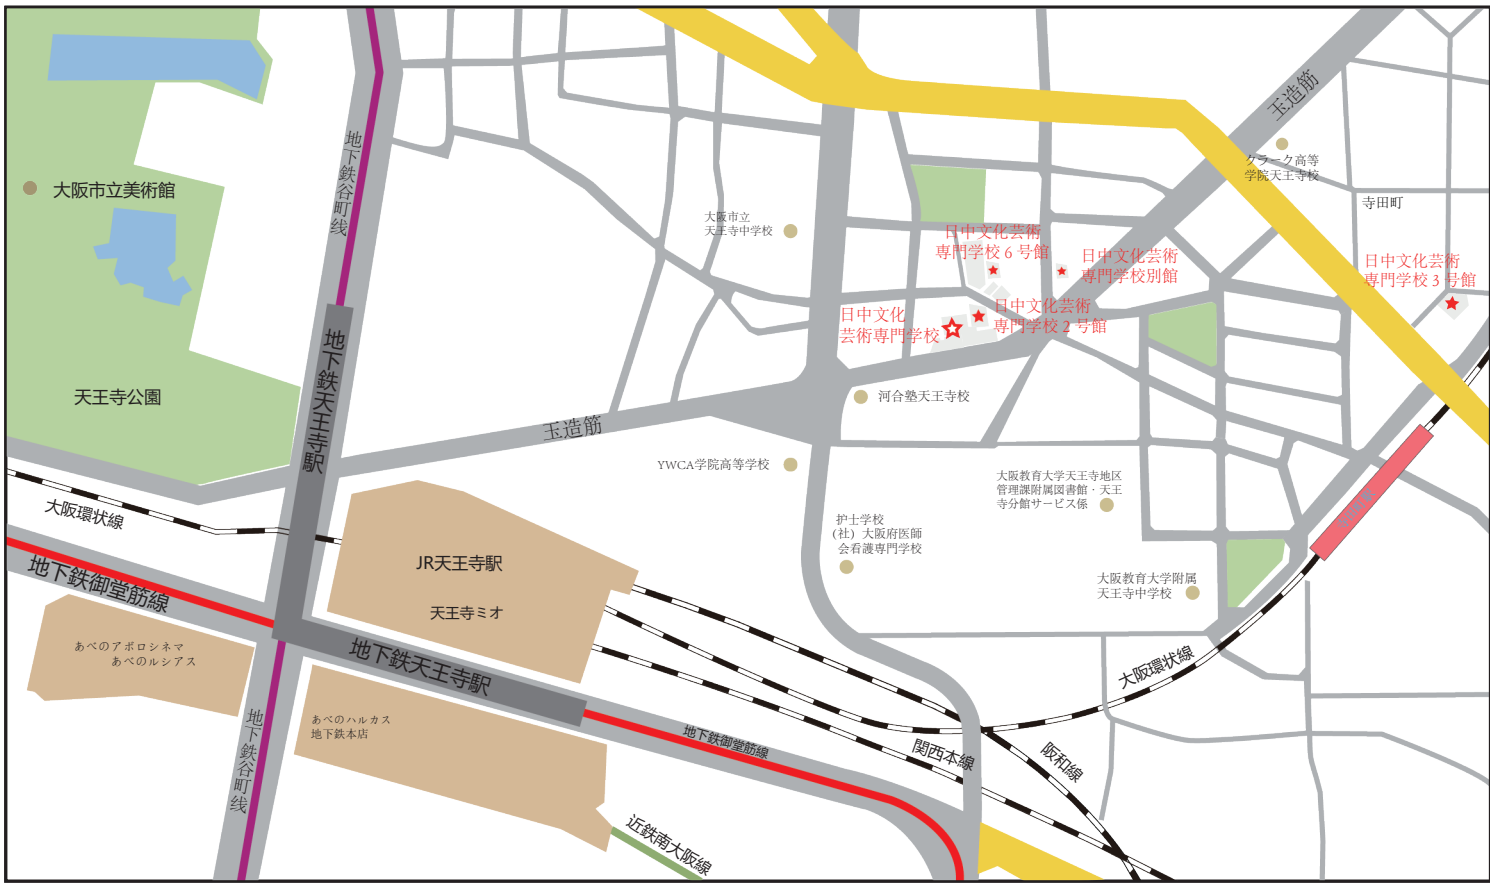 玉造筋
地下鉄谷町线
クラーク高等
学院天王寺校
大阪市立美術館
寺田町
大阪市立
天王寺中学校
日中文化芸術
専門学校6号館
日中文化芸術
専門学校別館
日中文化芸術
専門学校3号館
日中文化
芸術専門学校
日中文化芸術
専門学校2号館
地下鉄天王寺駅
天王寺公園
河合塾天王寺校
玉造筋
YWCA学院高等学校
大阪教育大学天王寺地区
管理課附属図書館・天王
寺分館サービス係
大阪環状線
护士学校
(社)大阪府医師
会看護専門学校
JR天王寺駅
天王寺ミオ
地下鉄御堂筋線
大阪教育大学附属
天王寺中学校
あべのアポロシネマ
あべのルシアス
地下鉄天王寺駅
大阪環状線
あべのハルカス
地下鉄本店
地下鉄谷町线
地下鉄御堂筋線
関西本線
阪和線
近鉄南大阪線